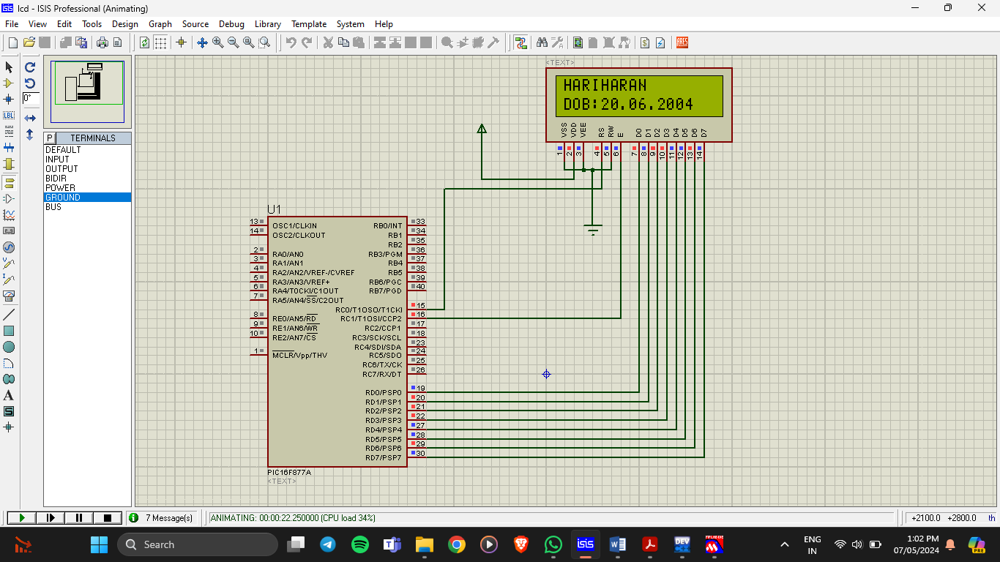 lcd - ISIS Professional (Animating)
File View Edit Tools Design Graph Source Debug Library Template System Help
0°
LBL
A
S
ARES
P TERMINALS
DEFAULT
INPUT
OUTPUT
BIDIR
POWER
GROUND
BUS
<TEXT>
HARIHARAN
DOB:20.06.2004
VSS VDD VEE RS RW E D0 D1 D2 D3 D4 D5 D6 D7
1 2 3 4 5 6 7 8 9 10 11 12 13 14
U1
13 OSC1/CLKIN RB0/INT 33
14 OSC2/CLKOUT RB1 34
RB2 35
2 RA0/AN0 RB3/PGM 36
3 RA1/AN1 RB4 37
4 RA2/AN2/VREF-/CVREF RB5 38
5 RA3/AN3/VREF+ RB6/PGC 39
6 RA4/T0CKI/C1OUT RB7/PGD 40
7 RA5/AN4/SS/C2OUT
RC0/T1OSO/T1CKI 15
8 RE0/AN5/RD RC1/T1OSI/CCP2 16
9 RE1/AN6/WR RC2/CCP1 17
10 RE2/AN7/CS RC3/SCK/SCL 18
RC4/SDI/SDA 23
1 MCLR/Vpp/THV RC5/SDO 24
RC6/TX/CK 25
RC7/RX/DT 26
RD0/PSP0 19
RD1/PSP1 20
RD2/PSP2 21
RD3/PSP3 22
RD4/PSP4 27
RD5/PSP5 28
RD6/PSP6 29
RD7/PSP7 30
PIC16F877A
<TEXT>
7 Message(s) ANIMATING: 00:00:22.250000 (CPU load 34%) +2100.0 +2800.0 th
Search
isis
DEV
ENG
IN
1:02 PM
07/05/2024
PRE